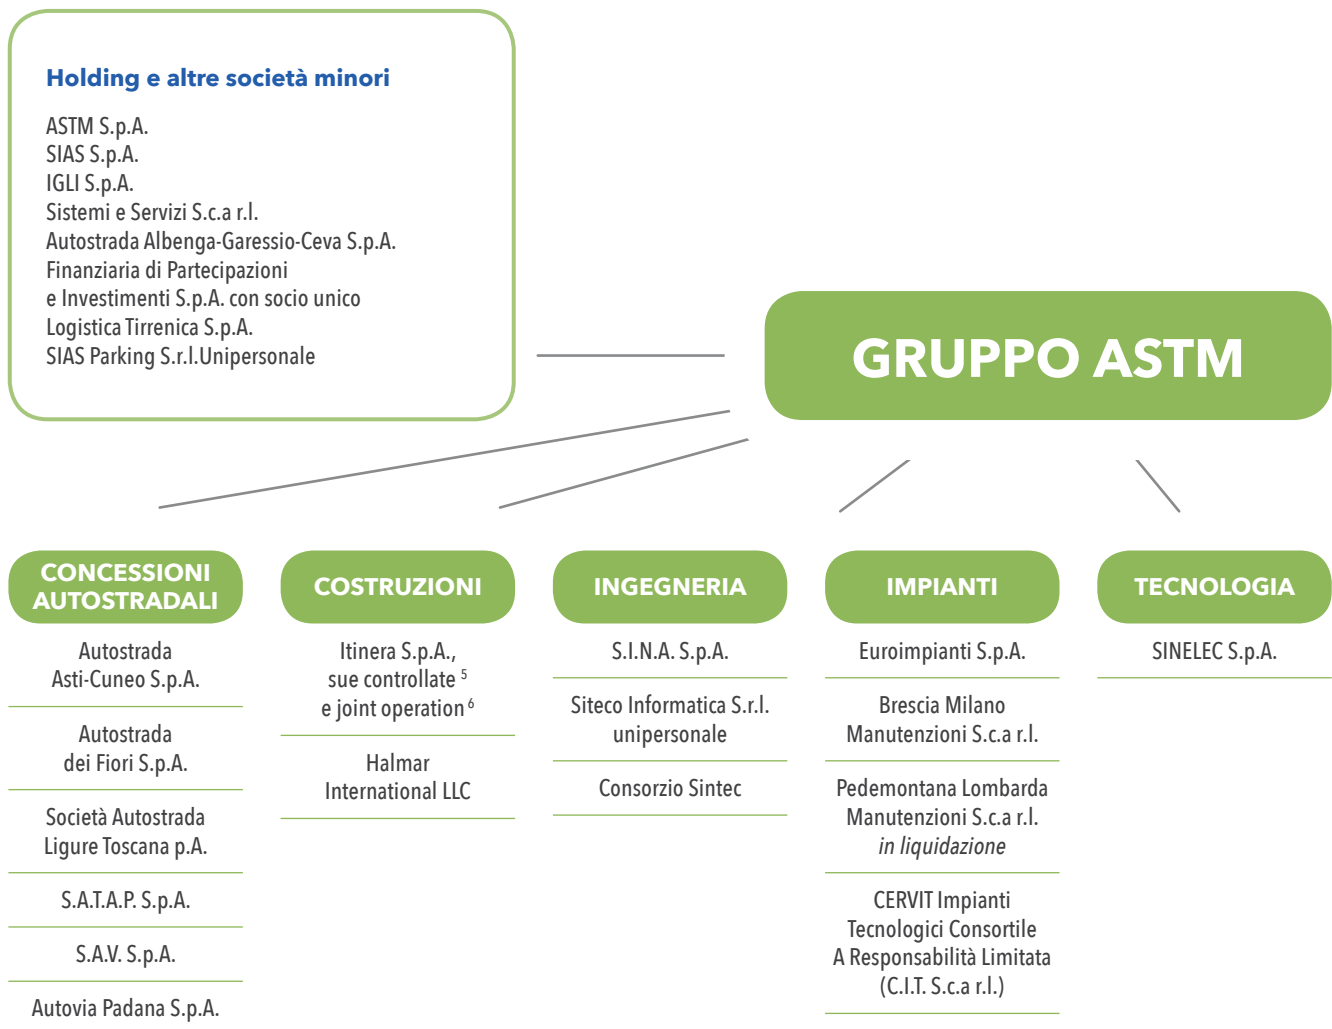 Holding e altre società minori
ASTM S.p.A.
SIAS S.p.A.
IGLI S.p.A.
Sistemi e Servizi S.c.a r.l.
Autostrada Albenga-Garessio-Ceva S.p.A.
Finanziaria di Partecipazioni
e Investimenti S.p.A. con socio unico
Logistica Tirrenica S.p.A.
SIAS Parking S.r.l.Unipersonale
GRUPPO ASTM
CONCESSIONI
AUTOSTRADALI
Autostrada
Asti-Cuneo S.p.A.
Autostrada
dei Fiori S.p.A.
Società Autostrada
Ligure Toscana p.A.
S.A.T.A.P. S.p.A.
S.A.V. S.p.A.
Autovia Padana S.p.A.
COSTRUZIONI
Itinera S.p.A.,
sue controllate 5
e joint operation 6
Halmar
International LLC
INGEGNERIA
S.I.N.A. S.p.A.
Siteco Informatica S.r.l.
unipersonale
Consorzio Sintec
IMPIANTI
Euroimpianti S.p.A.
Brescia Milano
Manutenzioni S.c.a r.l.
Pedemontana Lombarda
Manutenzioni S.c.a r.l.
in liquidazione
CERVIT Impianti
Tecnologici Consortile
A Responsabilità Limitata
(C.I.T. S.c.a r.l.)
TECNOLOGIA
SINELEC S.p.A.